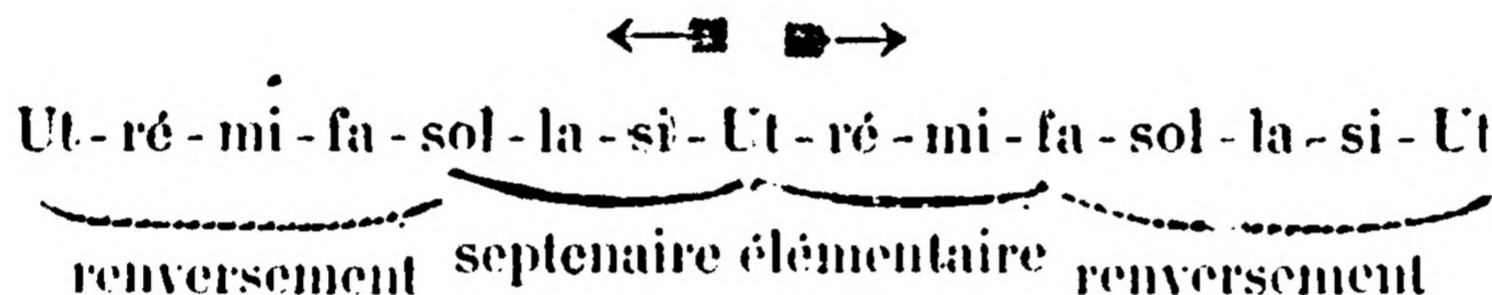 Ut - ré - mi - fa - sol - la - si - Ut - ré - mi - fa - sol - la - si - Ut
renversement septenaire élémentaire renversement